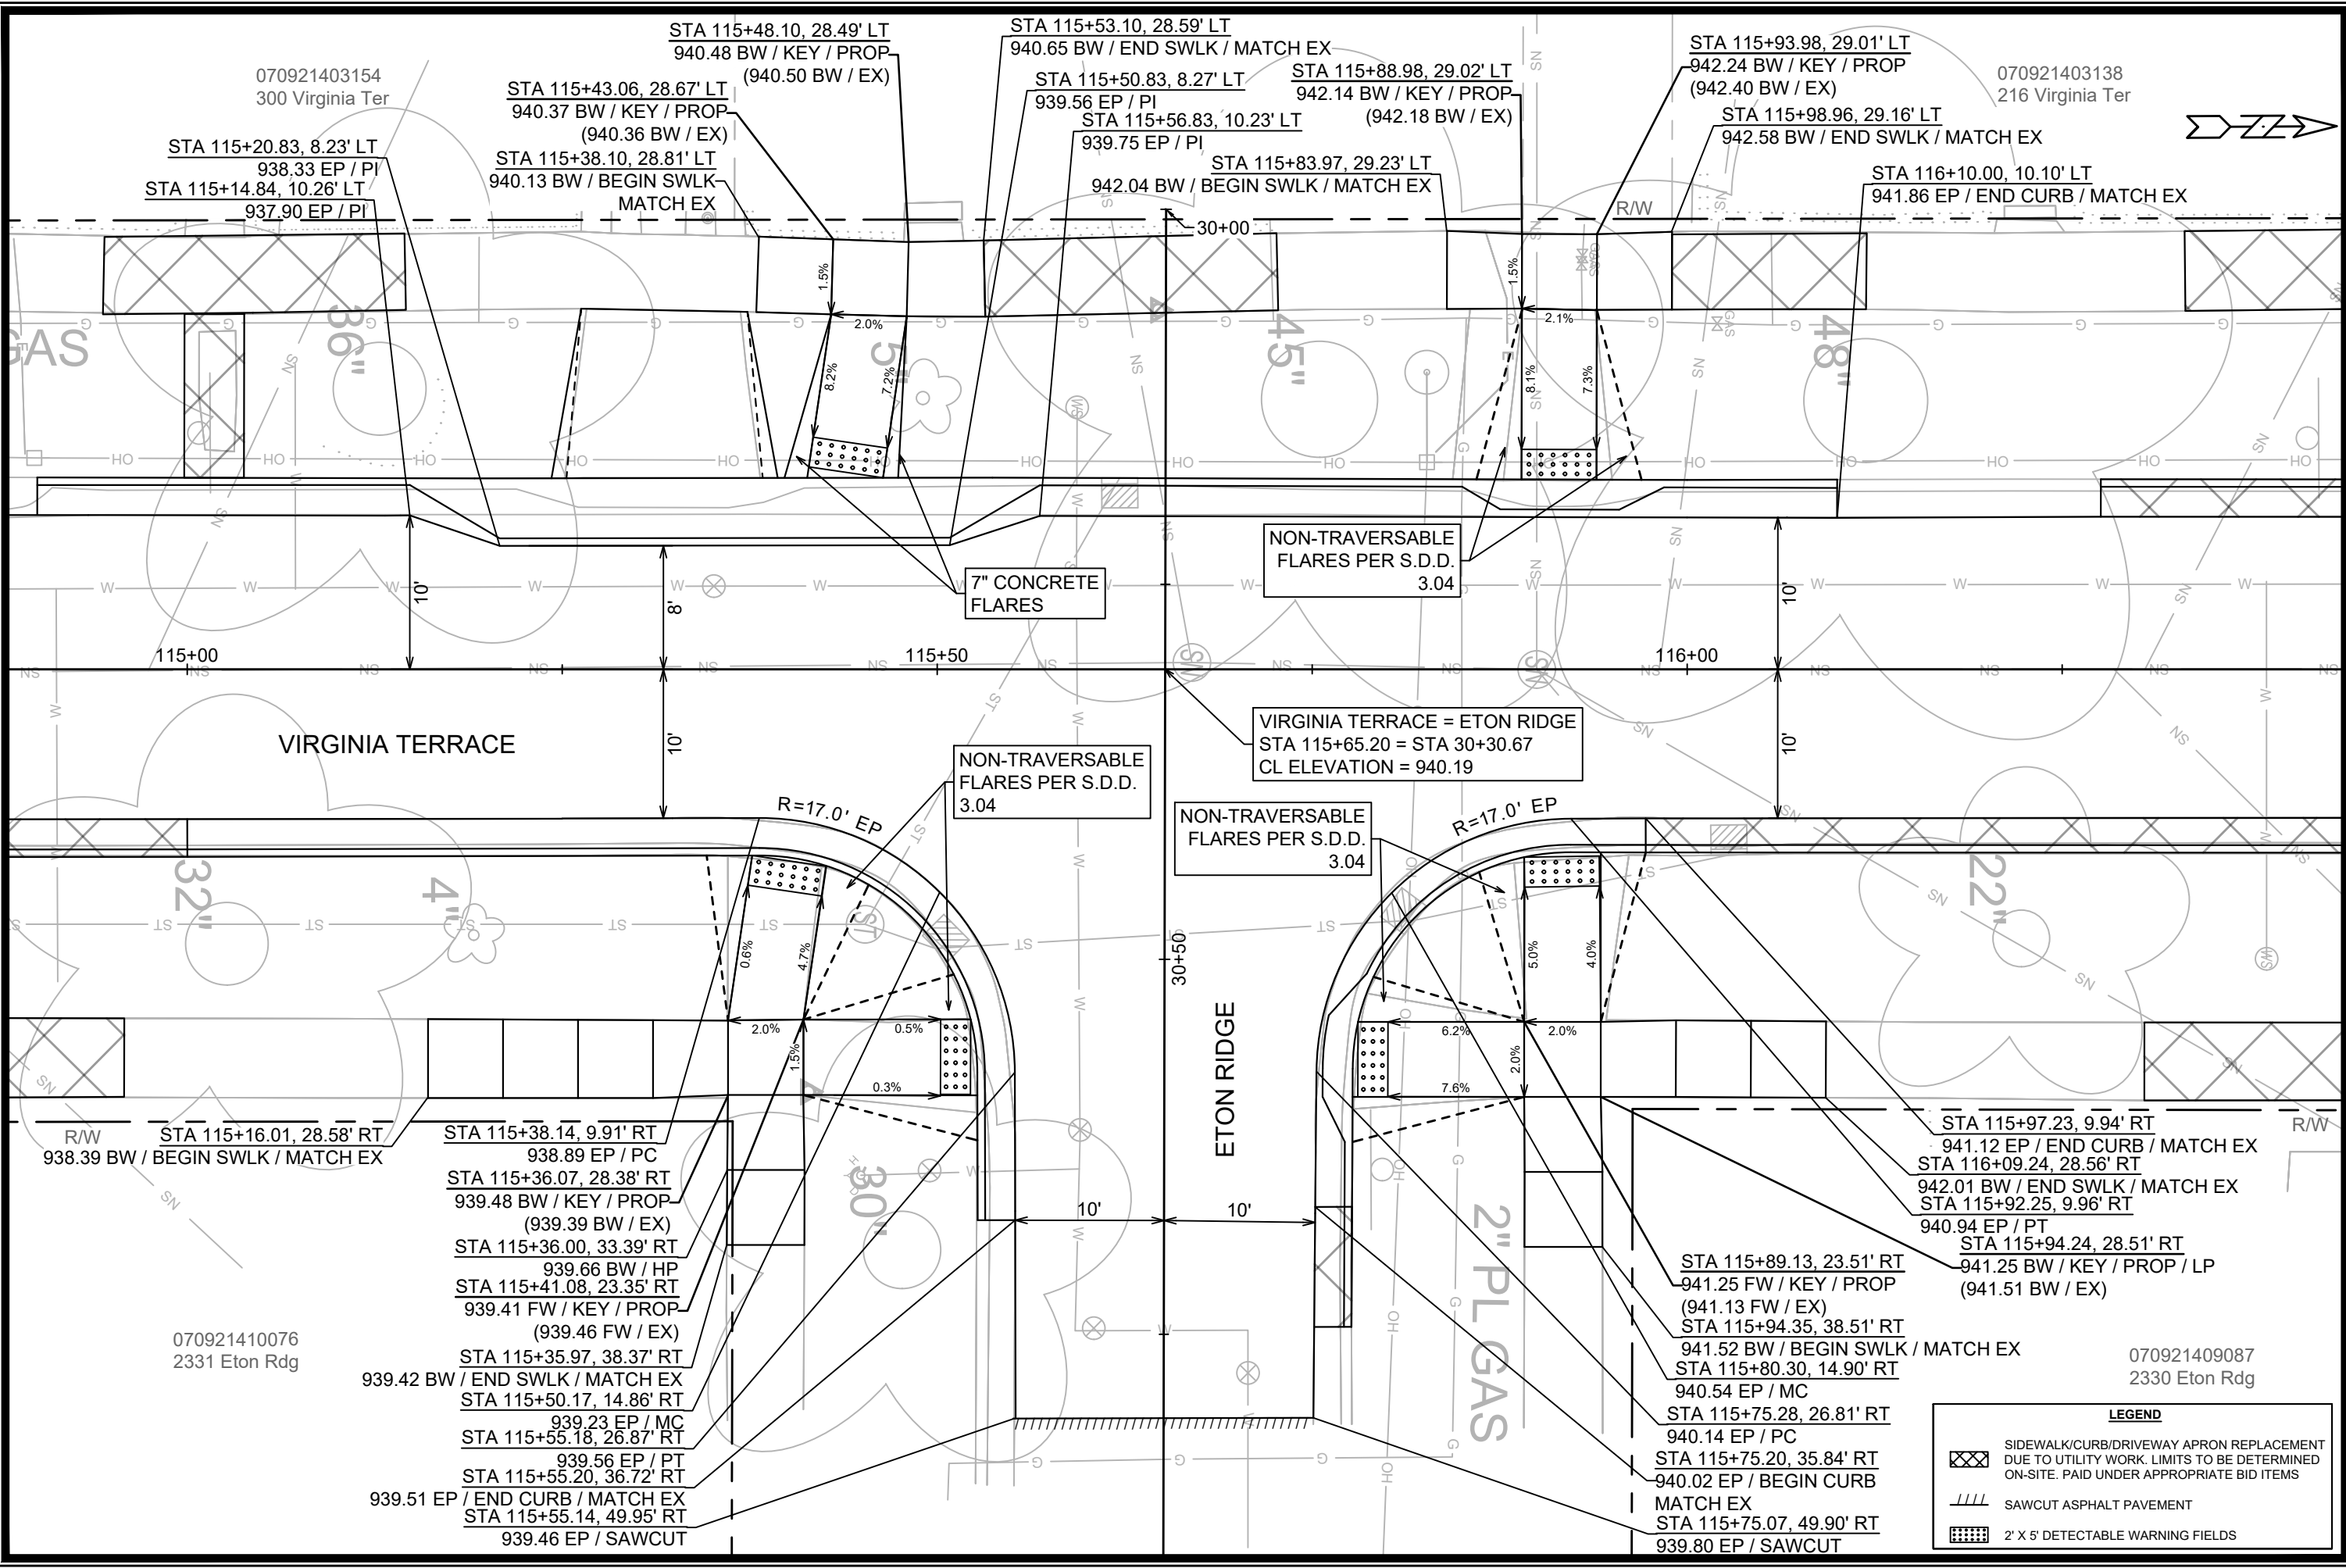 STA 115+48.10, 28.49' LT
940.48 BW / KEY / PROP
(940.50 BW / EX)
STA 115+53.10, 28.59' LT
940.65 BW / END SWLK / MATCH EX
STA 115+93.98, 29.01' LT
942.24 BW / KEY / PROP
(942.40 BW / EX)
070921403154
300 Virginia Ter
STA 115+43.06, 28.67' LT
940.37 BW / KEY / PROP
(940.36 BW / EX)
STA 115+50.83, 8.27' LT
939.56 EP / PI
STA 115+88.98, 29.02' LT
942.14 BW / KEY / PROP
(942.18 BW / EX)
070921403138
216 Virginia Ter
STA 115+56.83, 10.23' LT
939.75 EP / PI
STA 115+98.96, 29.16' LT
942.58 BW / END SWLK / MATCH EX
STA 115+20.83, 8.23' LT
938.33 EP / PI
STA 115+38.10, 28.81' LT
940.13 BW / BEGIN SWLK
MATCH EX
STA 115+83.97, 29.23' LT
942.04 BW / BEGIN SWLK / MATCH EX
STA 116+10.00, 10.10' LT
941.86 EP / END CURB / MATCH EX
STA 115+14.84, 10.26' LT
937.90 EP / PI
R/W
30+00
1.5%
2.0%
1.5%
2.1%
GAS
36"
5"
45"
48"
8.2%
7.2%
8.1%
7.3%
OH
OH
OH
OH
OH
OH
OH
OH
OH
OH
OH
NON-TRAVERSABLE
FLARES PER S.D.D.
3.04
7" CONCRETE
FLARES
10'
8'
10'
115+00
115+50
116+00
VIRGINIA TERRACE
10'
10'
VIRGINIA TERRACE = ETON RIDGE
STA 115+65.20 = STA 30+30.67
CL ELEVATION = 940.19
NON-TRAVERSABLE
FLARES PER S.D.D.
3.04
R=17.0' EP
NON-TRAVERSABLE
FLARES PER S.D.D.
3.04
R=17.0' EP
32"
4"
22"
0.6%
4.7%
30+50
5.0%
4.0%
2.0%
0.5%
1.5%
0.3%
6.2%
2.0%
2.0%
7.6%
ETON RIDGE
R/W
R/W
STA 115+16.01, 28.58' RT
938.39 BW / BEGIN SWLK / MATCH EX
STA 115+38.14, 9.91' RT
938.89 EP / PC
STA 115+36.07, 28.38' RT
939.48 BW / KEY / PROP
(939.39 BW / EX)
STA 115+36.00, 33.39' RT
939.66 BW / HP
STA 115+41.08, 23.35' RT
939.41 FW / KEY / PROP
(939.46 FW / EX)
STA 115+35.97, 38.37' RT
939.42 BW / END SWLK / MATCH EX
STA 115+50.17, 14.86' RT
939.23 EP / MC
STA 115+55.18, 26.87' RT
939.56 EP / PT
STA 115+55.20, 36.72' RT
939.51 EP / END CURB / MATCH EX
STA 115+55.14, 49.95' RT
939.46 EP / SAWCUT
30"
10'
10'
2" PL GAS
STA 115+97.23, 9.94' RT
941.12 EP / END CURB / MATCH EX
STA 116+09.24, 28.56' RT
942.01 BW / END SWLK / MATCH EX
STA 115+92.25, 9.96' RT
940.94 EP / PT
STA 115+94.24, 28.51' RT
941.25 BW / KEY / PROP / LP
(941.51 BW / EX)
STA 115+89.13, 23.51' RT
941.25 FW / KEY / PROP
(941.13 FW / EX)
STA 115+94.35, 38.51' RT
941.52 BW / BEGIN SWLK / MATCH EX
STA 115+80.30, 14.90' RT
940.54 EP / MC
STA 115+75.28, 26.81' RT
940.14 EP / PC
STA 115+75.20, 35.84' RT
940.02 EP / BEGIN CURB
MATCH EX
STA 115+75.07, 49.90' RT
939.80 EP / SAWCUT
070921410076
2331 Eton Rdg
070921409087
2330 Eton Rdg
LEGEND
SIDEWALK/CURB/DRIVEWAY APRON REPLACEMENT
DUE TO UTILITY WORK. LIMITS TO BE DETERMINED
ON-SITE. PAID UNDER APPROPRIATE BID ITEMS
SAWCUT ASPHALT PAVEMENT
2' X 5' DETECTABLE WARNING FIELDS